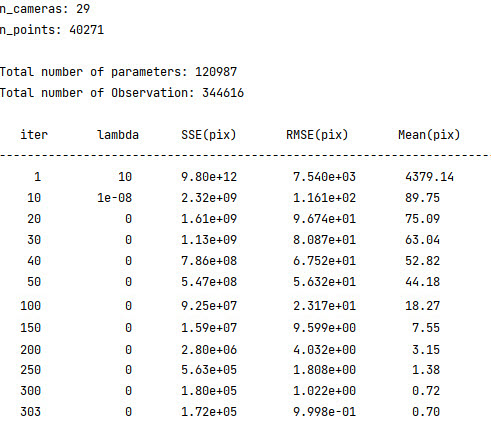 n_cameras: 29
n_points: 40271
Total number of parameters: 120987
Total number of Observation: 344616
iter lambda SSE(pix) RMSE(pix) Mean(pix)
1 10 9.80e+12 7.540e+03 4379.14
10 1e-08 2.32e+09 1.161e+02 89.75
20 0 1.61e+09 9.674e+01 75.09
30 0 1.13e+09 8.087e+01 63.04
40 0 7.86e+08 6.752e+01 52.82
50 0 5.47e+08 5.632e+01 44.18
100 0 9.25e+07 2.317e+01 18.27
150 0 1.59e+07 9.599e+00 7.55
200 0 2.80e+06 4.032e+00 3.15
250 0 5.63e+05 1.808e+00 1.38
300 0 1.80e+05 1.022e+00 0.72
303 0 1.72e+05 9.998e-01 0.70